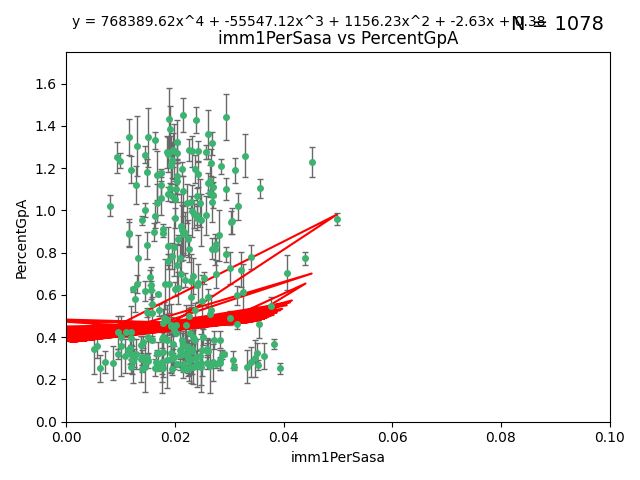 y = 768389.62x^4 + -55547.12x^3 + 1156.23x^2 + -2.63x + 0.38
N = 1078
imm1PerSasa vs PercentGpA
1.6
1.4
1.2
1.0
0.8
0.6
0.4
0.2
0.0
PercentGpA
0.00 0.02 0.04 0.06 0.08 0.10
imm1PerSasa